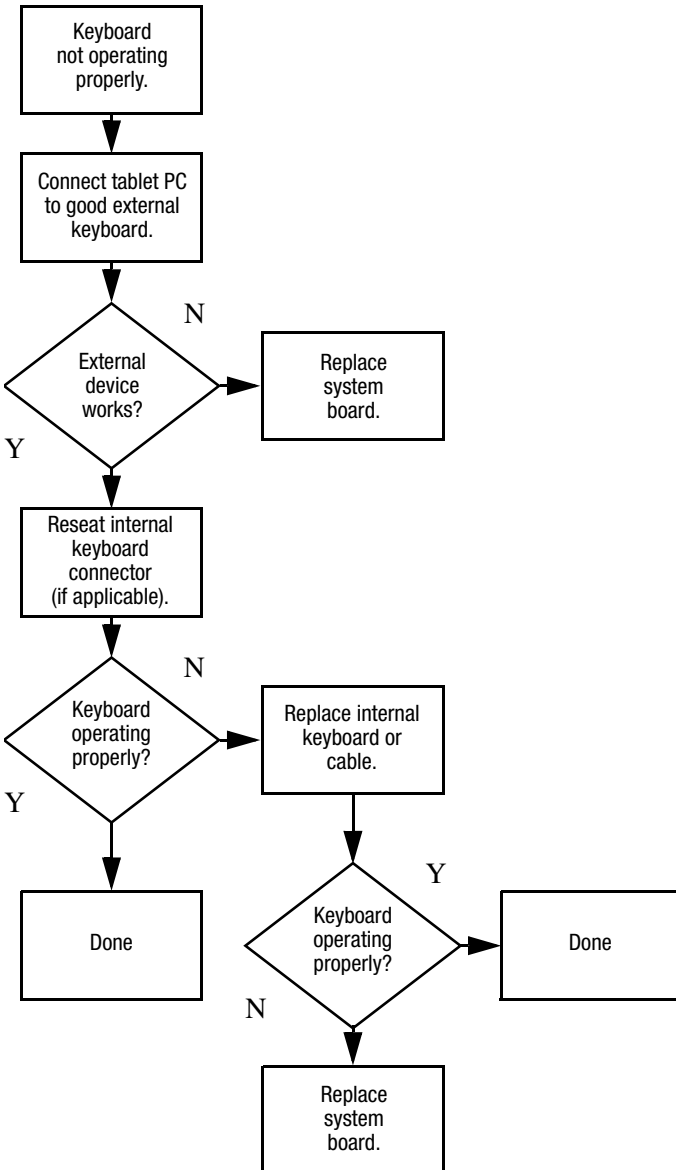 Keyboard
not operating
properly.
Connect tablet PC
to good external
keyboard.
N
External
device
works?
Replace
system
board.
Y
Reseat internal
keyboard
connector
(if applicable).
N
Keyboard
operating
properly?
Replace internal
keyboard or
cable.
Y
Y
Done
Keyboard
operating
properly?
Done
N
Replace
system
board.